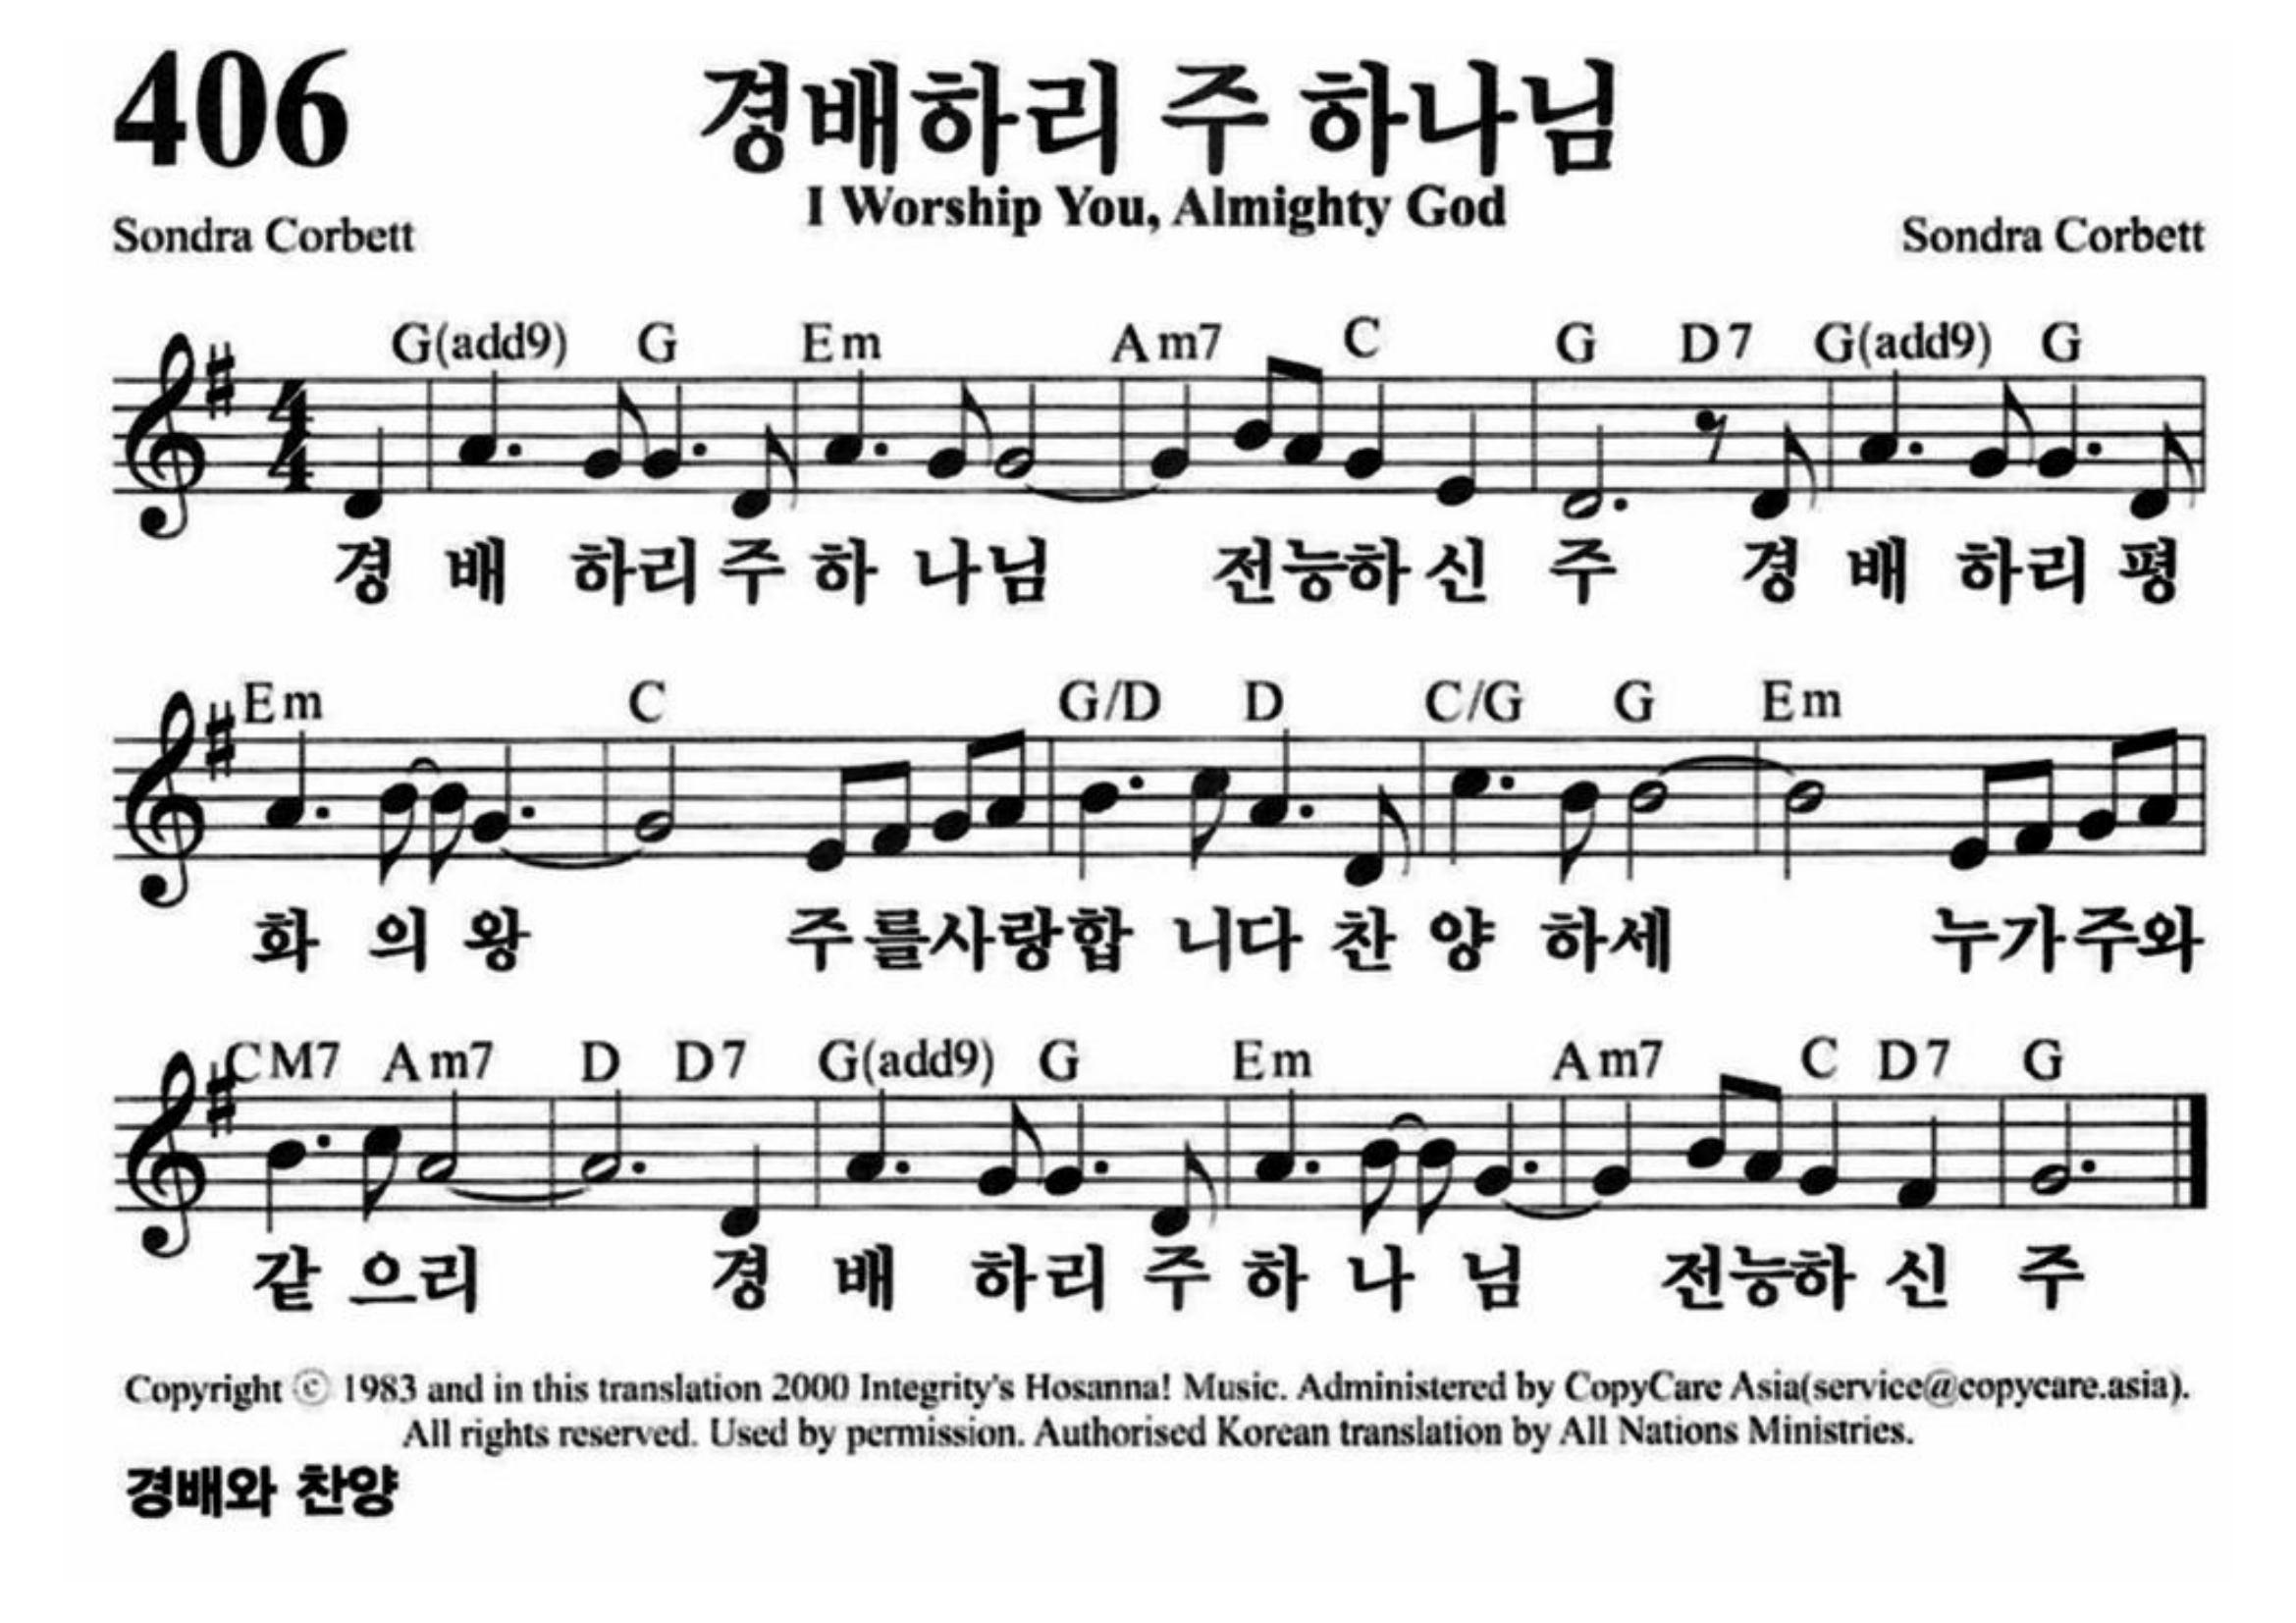 406
경배하리 주 하나님
I Worship You, Almighty God
Sondra Corbett
Sondra Corbett
G(add9) G Em Am7 C G D7 G(add9) G
4
4
경 배 하리 주 하 나님 전능하 신 주 경 배 하리 평
Em C G/D D C/G G Em
화 의 왕 주를사랑합 니다 찬 양 하세 누가주와
CM7 Am7 D D7 G(add9) G Em Am7 C D7 G
같 으리 경 배 하리 주 하 나 님 전능하 신 주
Copyright © 1983 and in this translation 2000 Integrity's Hosanna! Music. Administered by CopyCare Asia(service@copycare.asia).
All rights reserved. Used by permission. Authorised Korean translation by All Nations Ministries.
경배와 찬양